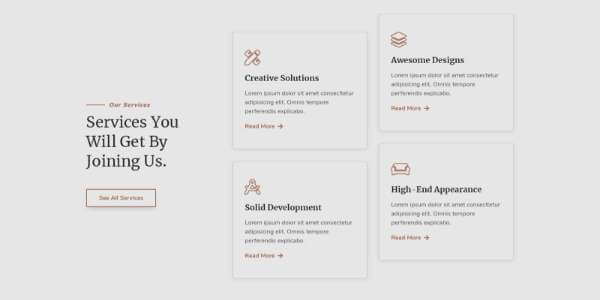 Our Services
Services You
Will Get By
Joining Us.
See All Services
Creative Solutions
Lorem ipsum dolor sit amet consectetur
adipisicing elit. Omnis tempore
perferendis explicabo.
Read More →
Awesome Designs
Lorem ipsum dolor sit amet consectetur
adipisicing elit. Omnis tempore
perferendis explicabo.
Read More →
Solid Development
Lorem ipsum dolor sit amet consectetur
adipisicing elit. Omnis tempore
perferendis explicabo.
Read More →
High-End Appearance
Lorem ipsum dolor sit amet consectetur
adipisicing elit. Omnis tempore
perferendis explicabo.
Read More →